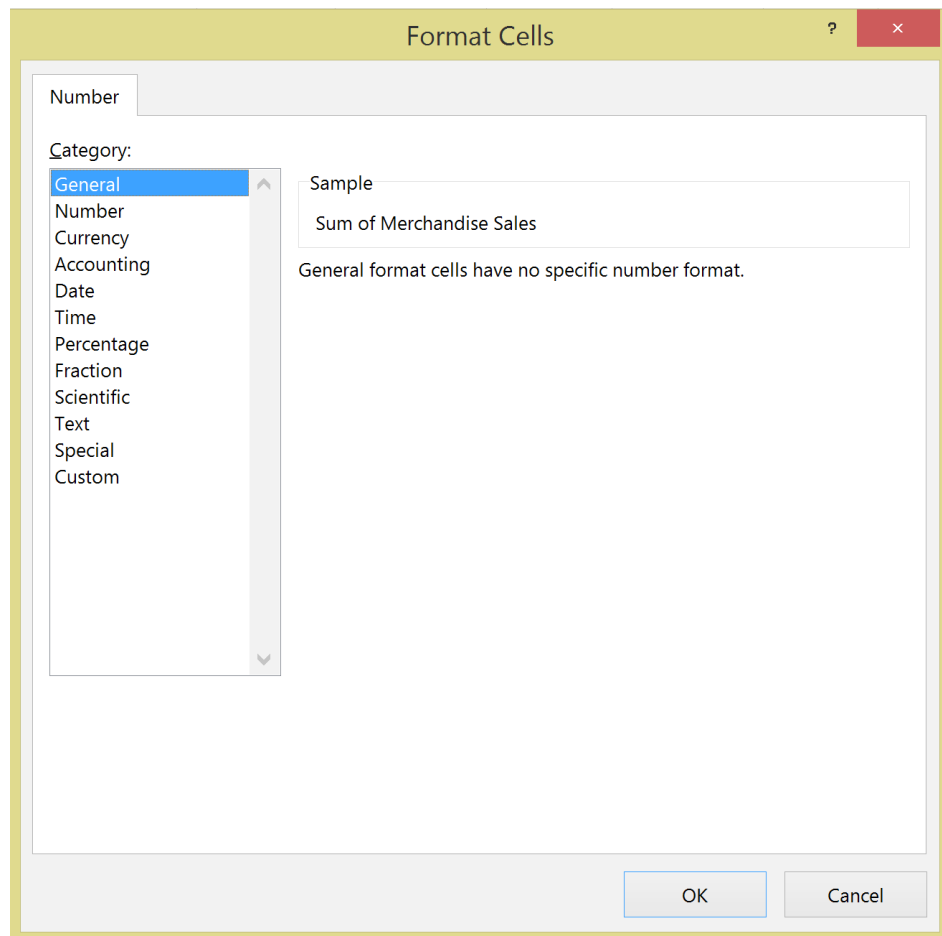 Format Cells
?
Number
Category:
General
Number
Currency
Accounting
Date
Time
Percentage
Fraction
Scientific
Text
Special
Custom
Sample
Sum of Merchandise Sales
General format cells have no specific number format.
OK
Cancel